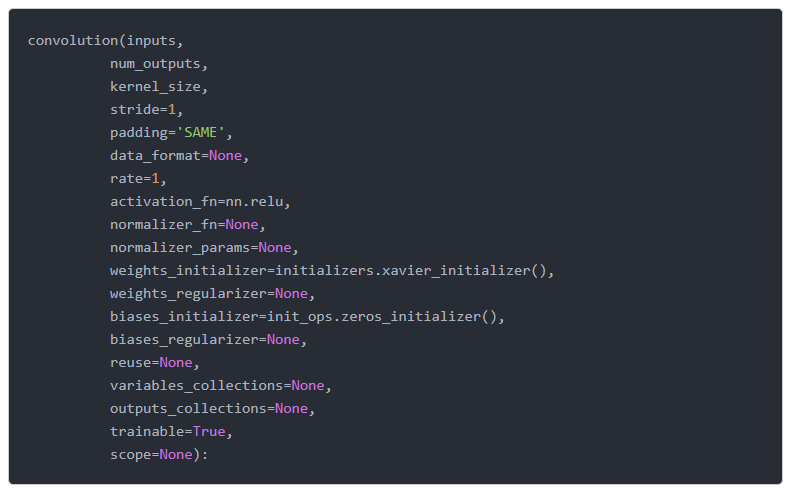 convolution(inputs,
num_outputs,
kernel_size,
stride=1,
padding='SAME',
data_format=None,
rate=1,
activation_fn=nn.relu,
normalizer_fn=None,
normalizer_params=None,
weights_initializer=initializers.xavier_initializer(),
weights_regularizer=None,
biases_initializer=init_ops.zeros_initializer(),
biases_regularizer=None,
reuse=None,
variables_collections=None,
outputs_collections=None,
trainable=True,
scope=None):